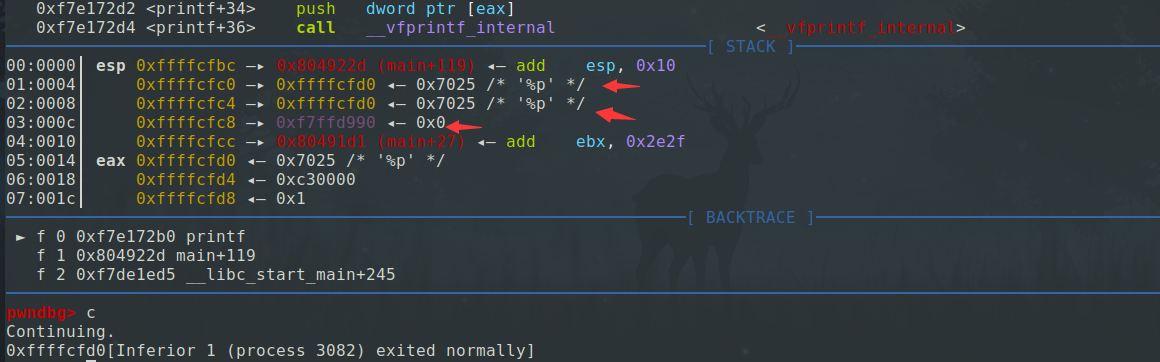 0xf7e172d2 <printf+34> push dword ptr [eax]
0xf7e172d4 <printf+36> call __vfprintf_internal <__vfprintf_internal>
[ STACK ]
00:0000│ esp 0xffffcfbc —▸ 0x804922d (main+119) ◂— add esp, 0x10
01:0004│ 0xffffcfc0 —▸ 0xffffcfd0 ◂— 0x7025 /* '%p' */
02:0008│ 0xffffcfc4 —▸ 0xffffcfd0 ◂— 0x7025 /* '%p' */
03:000c│ 0xffffcfc8 —▸ 0xf7ffd990 ◂— 0x0
04:0010│ 0xffffcfcc —▸ 0x80491d1 (main+27) ◂— add ebx, 0x2e2f
05:0014│ eax 0xffffcfd0 ◂— 0x7025 /* '%p' */
06:0018│ 0xffffcfd4 ◂— 0xc30000
07:001c│ 0xffffcfd8 ◂— 0x1
[ BACKTRACE ]
► f 0 0xf7e172b0 printf
f 1 0x804922d main+119
f 2 0xf7de1ed5 __libc_start_main+245
pwndbg> c
Continuing.
0xffffcfd0[Inferior 1 (process 3082) exited normally]